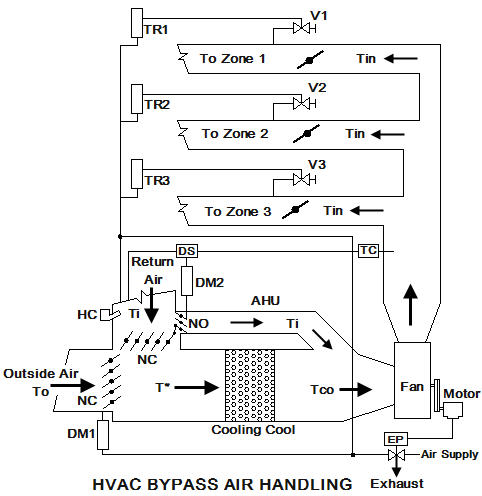 V1
TR1
To Zone 1 Tin
V2
TR2
To Zone 2 Tin
V3
TR3
To Zone 3 Tin
DS TC
Return
Air
DM2
HC Ti
AHU
NO Ti
NC
Outside Air
To
NC
T* Tco Fan
Motor
DM1
Cooling Cool
EP
Air Supply
Exhaust
HVAC BYPASS AIR HANDLING